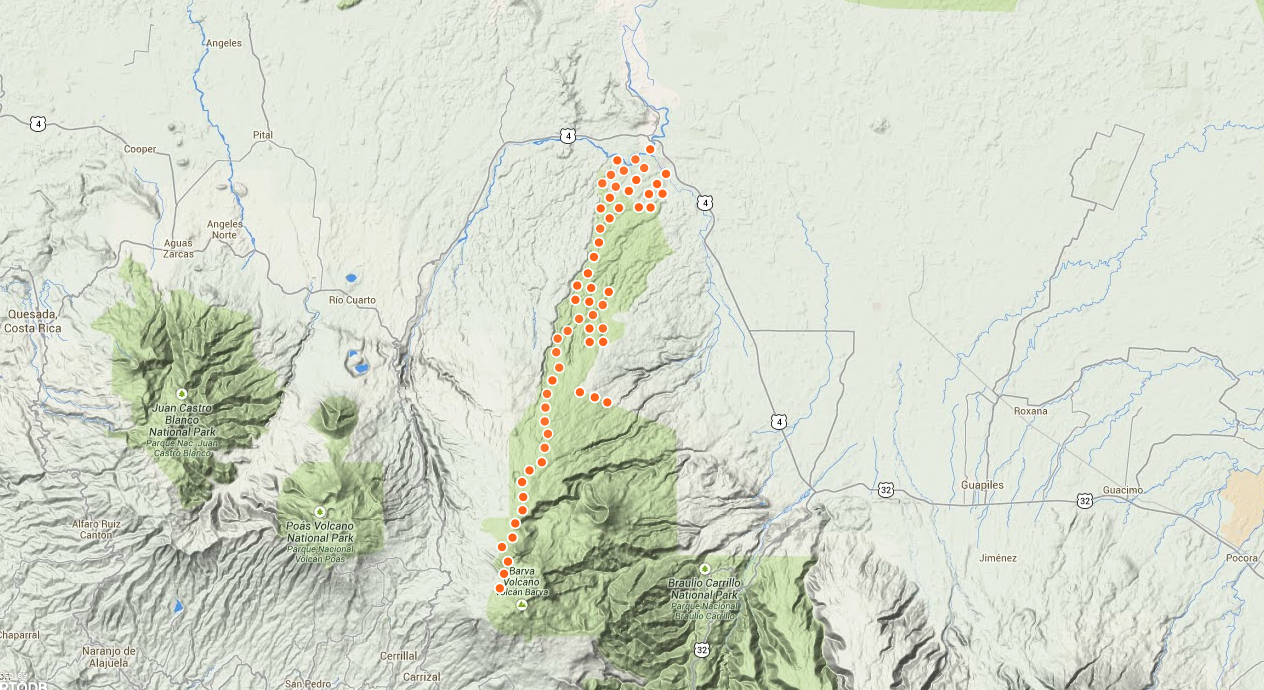 Angeles
4
4
Pital
Cooper
4
Angeles
Norte
Aguas
Zarcas
Río Cuarto
Quesada,
Costa Rica
Juan Castro
Blanco
National Park
Parque Nac. Juan
Castro Blanco
4
Roxana
32
Guapiles
32
Guacimo
Alfaro Ruiz
Canton
Poás Volcano
National Park
Parque Nacional
Volcán Poás
Jiménez
Pocora
Barva
Volcano
Volcán Barva
Braulio Carrillo
National Park
Parque Nacional
Braulio Carrillo
Chaparral
Naranjo de
Alajuela
Cerrillal
32
Carrizal
San Pedro